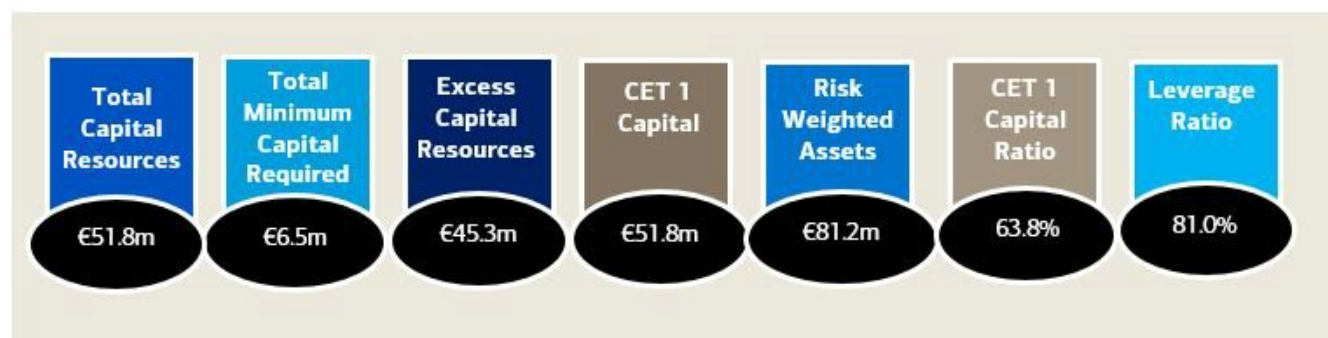 Total
Capital
Resources
€51.8m
Total
Minimum
Capital
Required
€6.5m
Excess
Capital
Resources
€45.3m
CET 1
Capital
€51.8m
Risk
Weighted
Assets
€81.2m
CET 1
Capital
Ratio
63.8%
Leverage
Ratio
81.0%